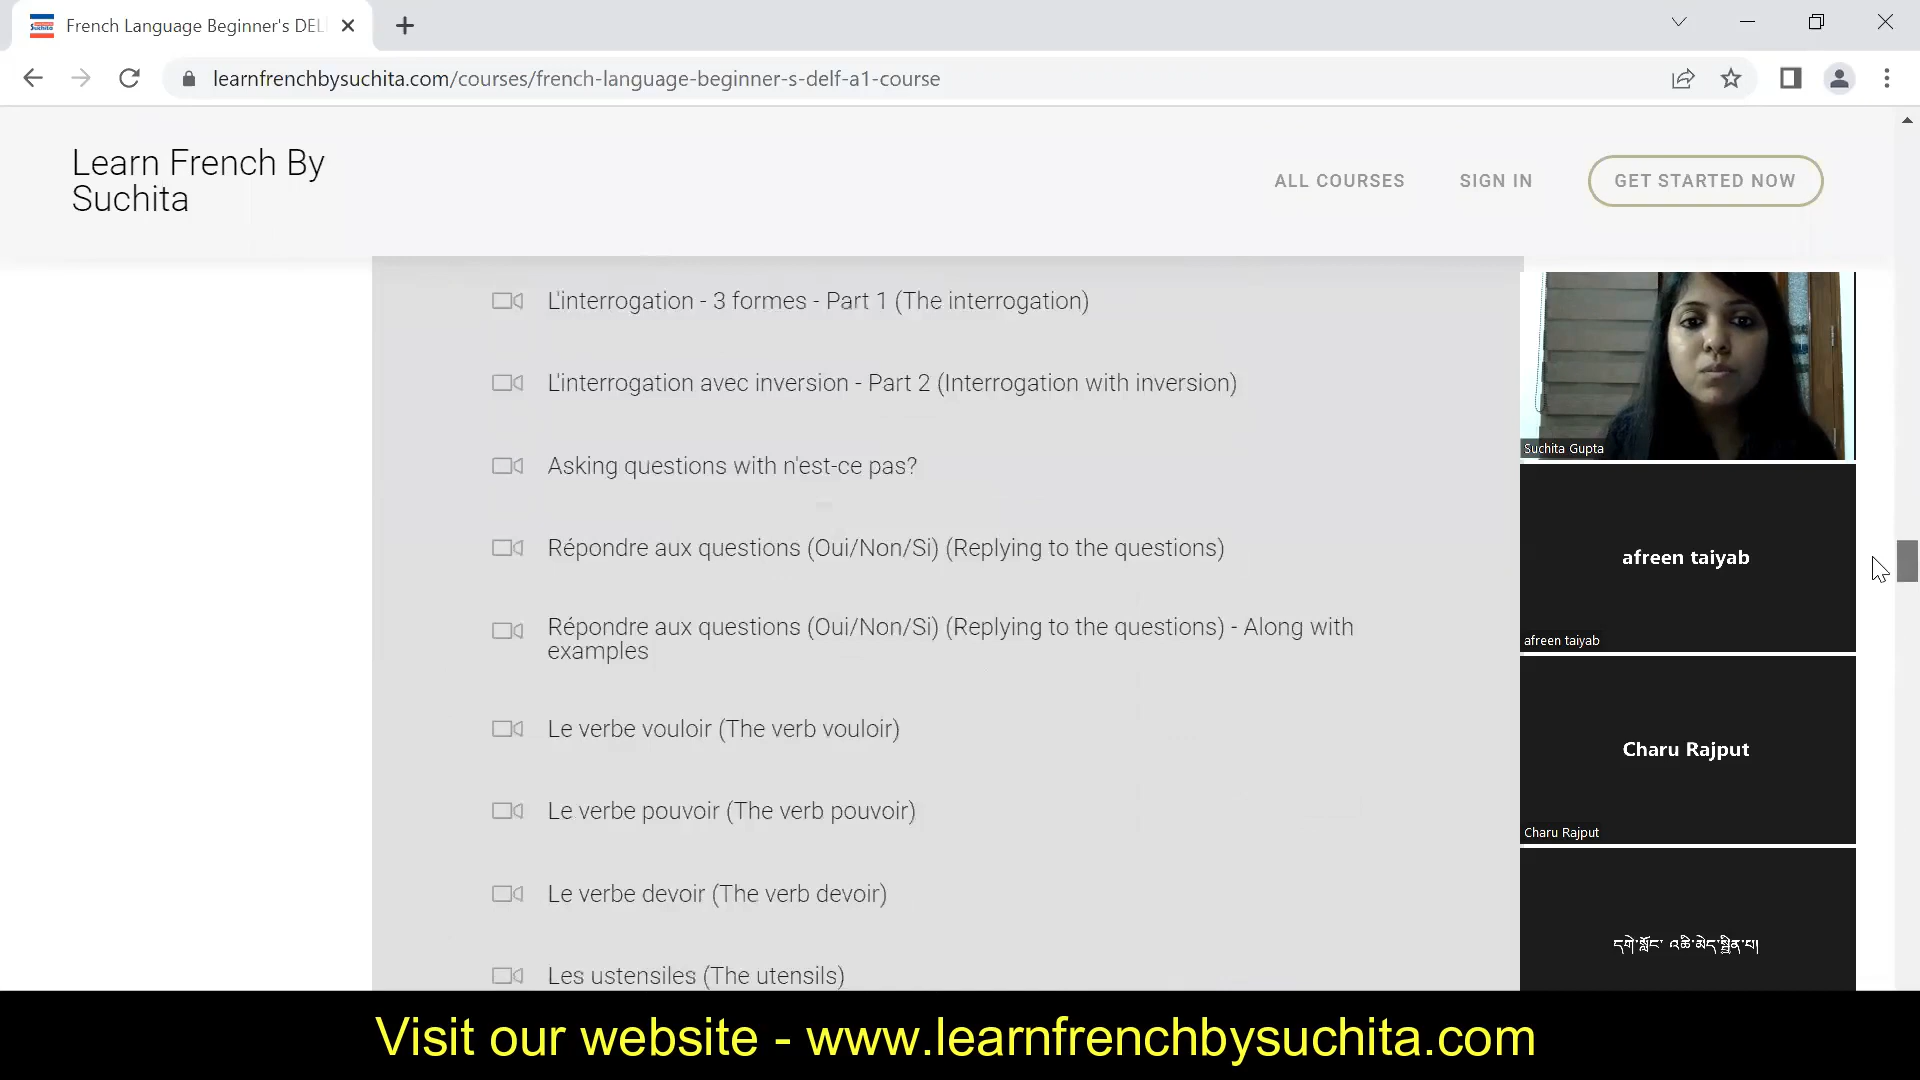 French Language Beginner's DEL
learnfrenchbysuchita.com/courses/french-language-beginner-s-delf-a1-course
Learn French By
Suchita
ALL COURSES
SIGN IN
GET STARTED NOW
L'interrogation - 3 formes - Part 1 (The interrogation)
L'interrogation avec inversion - Part 2 (Interrogation with inversion)
Asking questions with n'est-ce pas?
Répondre aux questions (Oui/Non/Si) (Replying to the questions)
Répondre aux questions (Oui/Non/Si) (Replying to the questions) - Along with
examples
Le verbe vouloir (The verb vouloir)
Le verbe pouvoir (The verb pouvoir)
Le verbe devoir (The verb devoir)
Les ustensiles (The utensils)
Suchita Gupta
afreen taiyab
afreen taiyab
Charu Rajput
Charu Rajput
དགེ་སློང་ འཆི་མེད་སྦྱིན་པ།
Visit our website - www.learnfrenchbysuchita.com